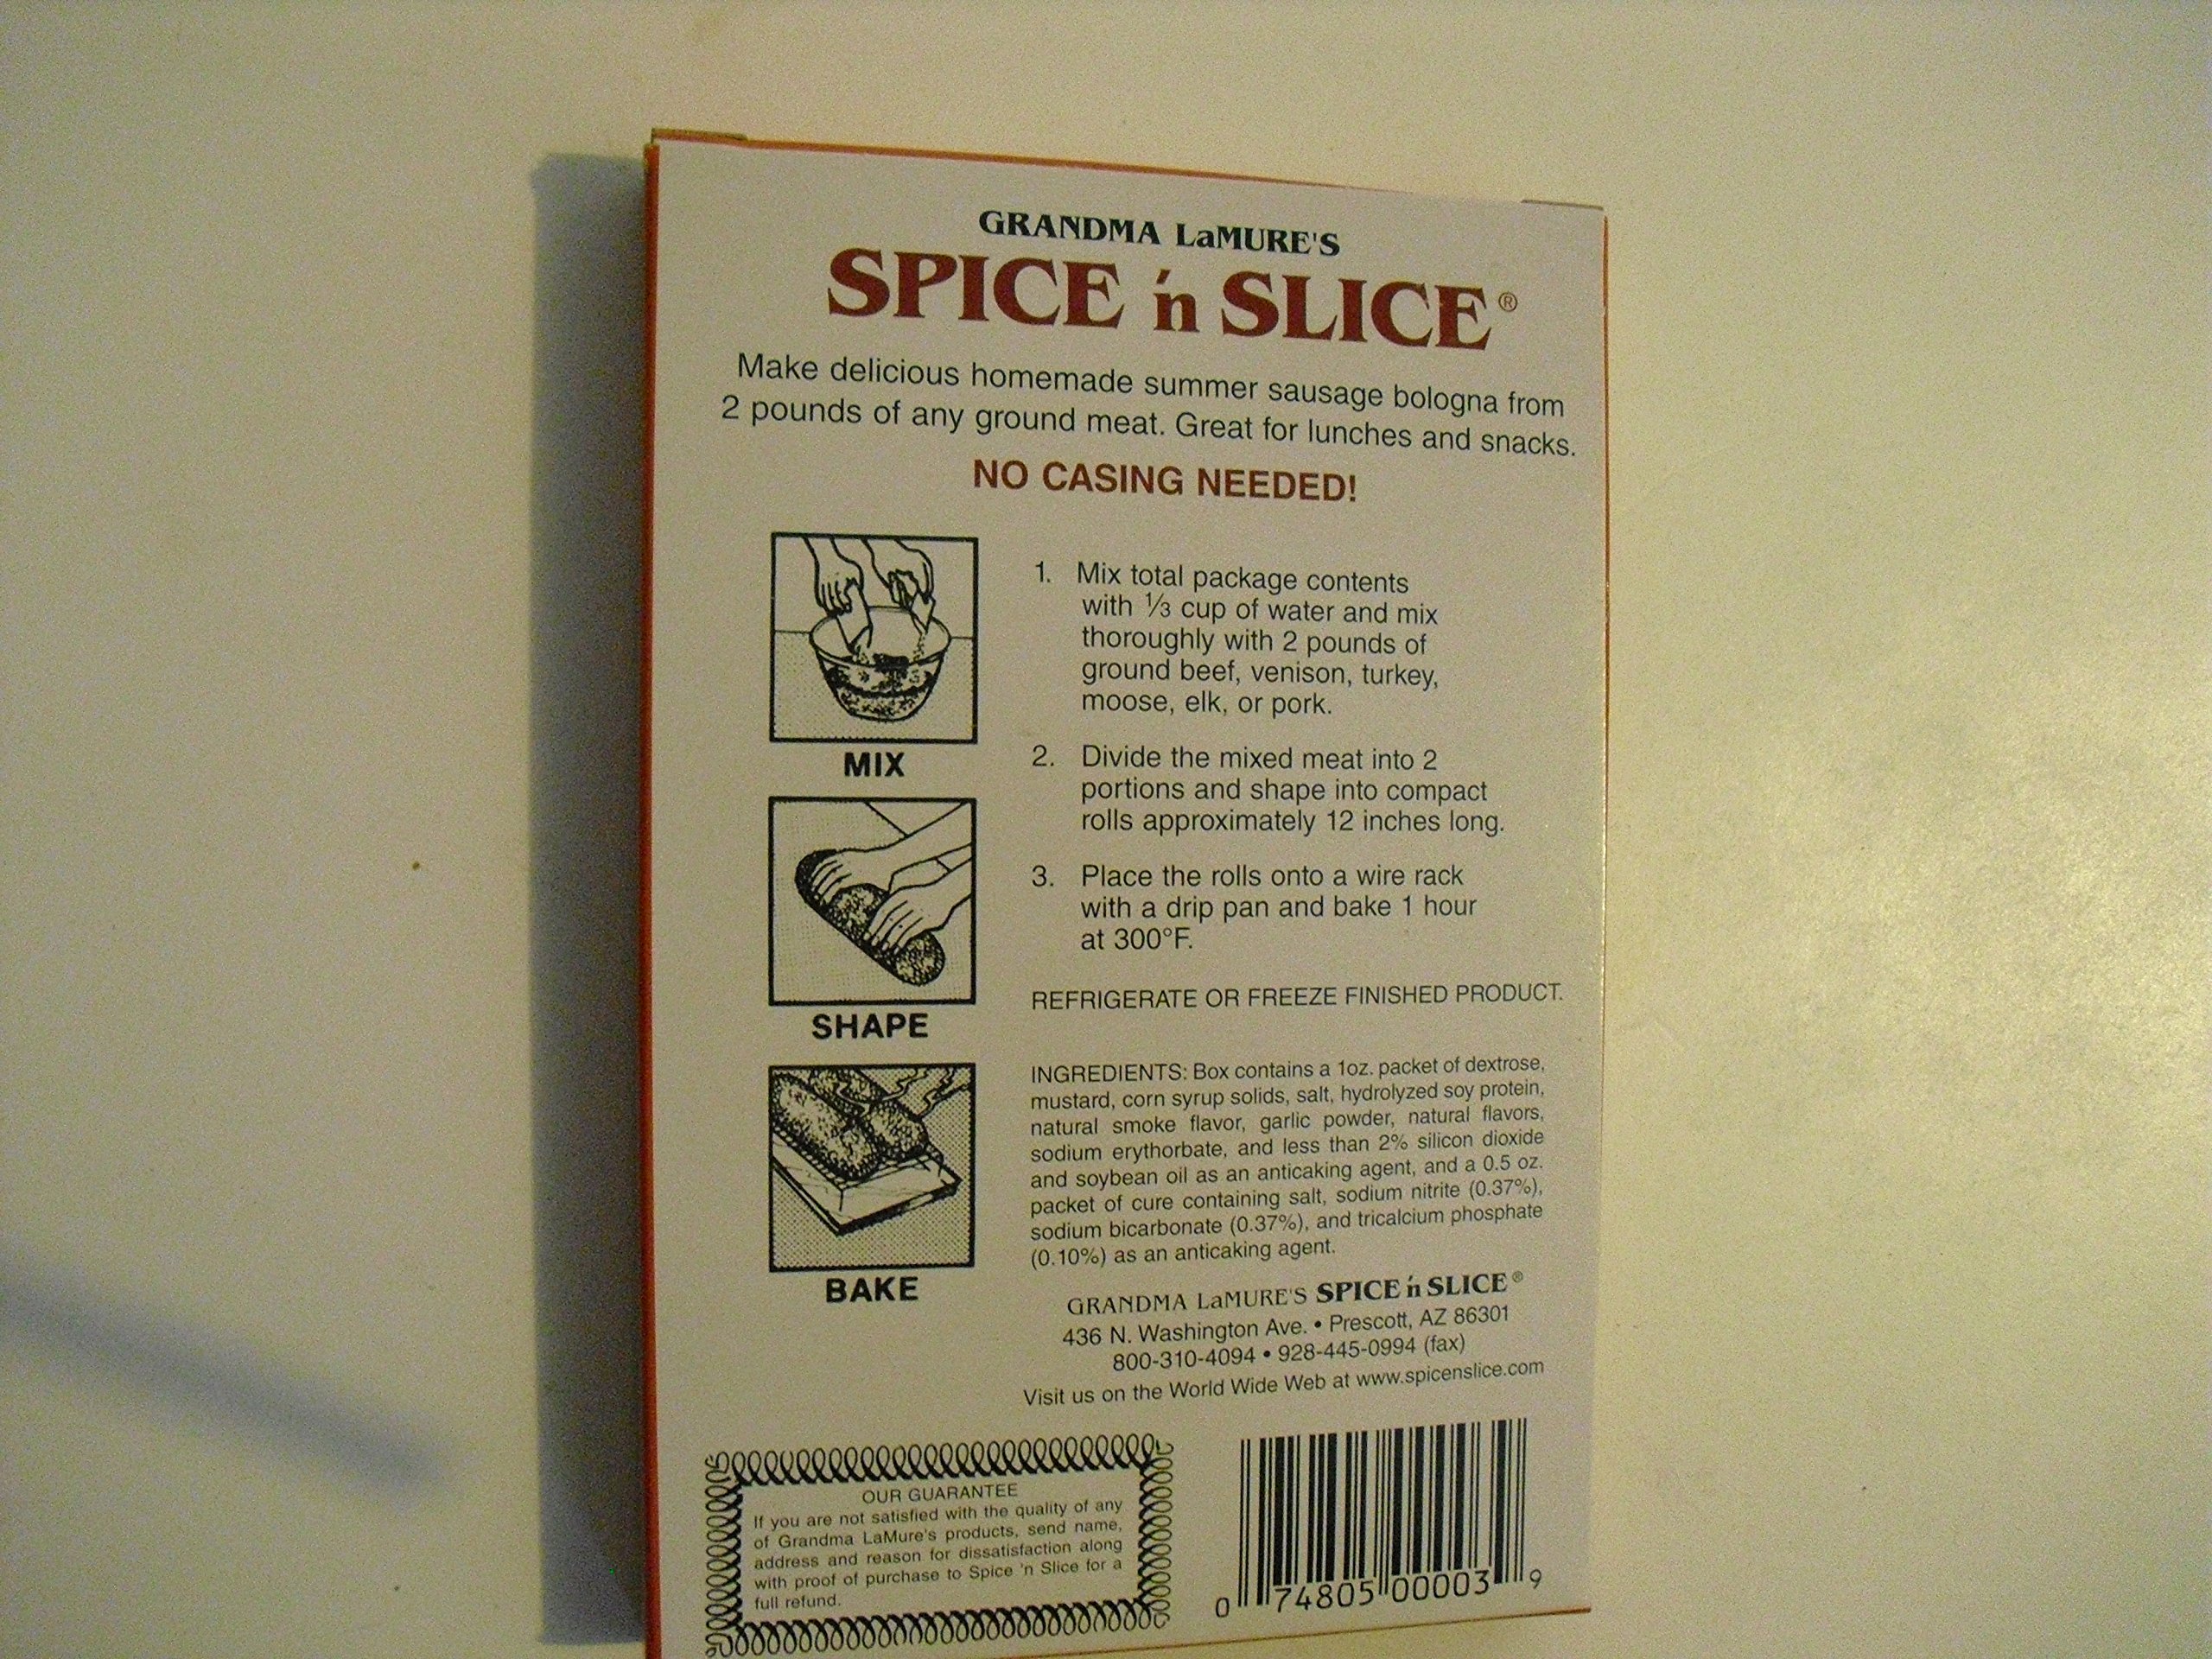 GRANDMA LaMURE'S
SPICE 'n SLICE®
Make delicious homemade summer sausage bologna from
2 pounds of any ground meat. Great for lunches and snacks.
NO CASING NEEDED!
MIX
1. Mix total package contents
with 1/3 cup of water and mix
thoroughly with 2 pounds of
ground beef, venison, turkey,
moose, elk, or pork.
SHAPE
2. Divide the mixed meat into 2
portions and shape into compact
rolls approximately 12 inches long.
BAKE
3. Place the rolls onto a wire rack
with a drip pan and bake 1 hour
at 300°F.
REFRIGERATE OR FREEZE FINISHED PRODUCT.
INGREDIENTS: Box contains a 1oz. packet of dextrose,
mustard, corn syrup solids, salt, hydrolyzed soy protein,
natural smoke flavor, garlic powder, natural flavors,
sodium erythorbate, and less than 2% silicon dioxide
and soybean oil as an anticaking agent, and a 0.5 oz.
packet of cure containing salt, sodium nitrite (0.37%),
sodium bicarbonate (0.37%), and tricalcium phosphate
(0.10%) as an anticaking agent.
GRANDMA LaMURE'S SPICE 'n SLICE®
436 N. Washington Ave. • Prescott, AZ 86301
800-310-4094 • 928-445-0994 (fax)
Visit us on the World Wide Web at www.spicenslice.com
OUR GUARANTEE
If you are not satisfied with the quality of any
of Grandma LaMure's products, send name,
address and reason for dissatisfaction along
with proof of purchase to Spice 'n Slice for a
full refund.
0 74805 00003 9